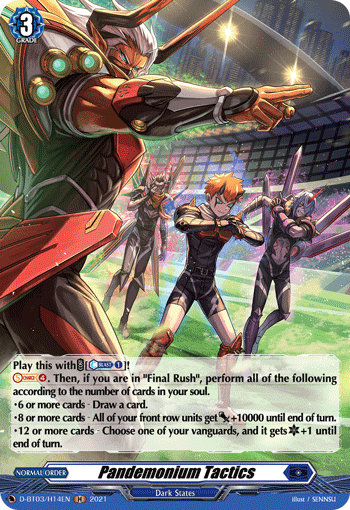 3
GRADE
Play this with [BLAST 1]!
CHARGE 4. Then, if you are in "Final Rush", perform all of the following
according to the number of cards in your soul.
•6 or more cards - Draw a card.
•8 or more cards - All of your front row units get +10000 until end of turn.
•12 or more cards - Choose one of your vanguards, and it gets +1 until
end of turn.
NORMAL ORDER
Pandemonium Tactics
Dark States
D-BT03/H14EN H 2021
illust / SENNSU